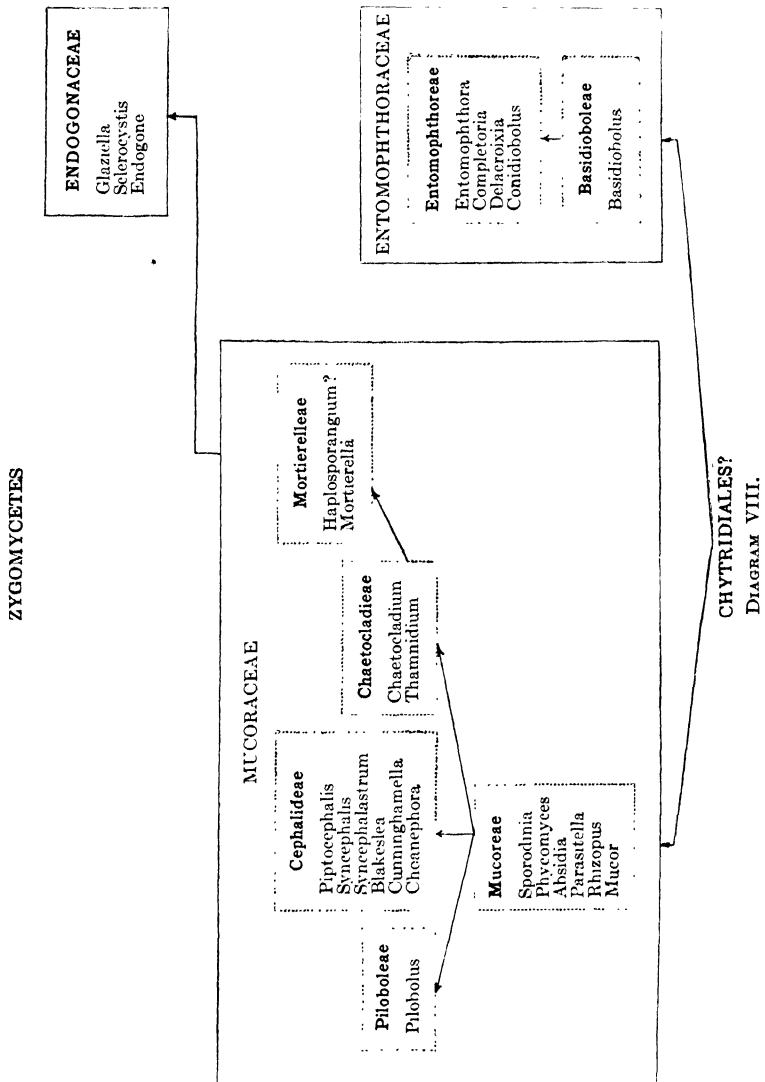 ZYGOMYCETES
ENDOGONACEAE
Glaziella
Sclerocystis
Endogone
MUCORACEAE
Mortierelleae
Haplosporangium?
Mortierella
Chaetocladieae
Chaetocladium
Thamnidium
Cephalideae
Piptocephalis
Syncephalis
Syncephalastrum
Blakeslea
Cunninghamella
Choanephora
Piloboleae
Pilobolus
Mucoreae
Sporodinia
Phycomyces
Absidia
Parasitella
Rhizopus
Mucor
ENTOMOPHTHORACEAE
Entomophthoreae
Entomophthora
Completoria
Delacroixia
Conidiobolus
Basidioboleae
Basidiobolus
CHYTRIDIALES?
DIAGRAM VIII.